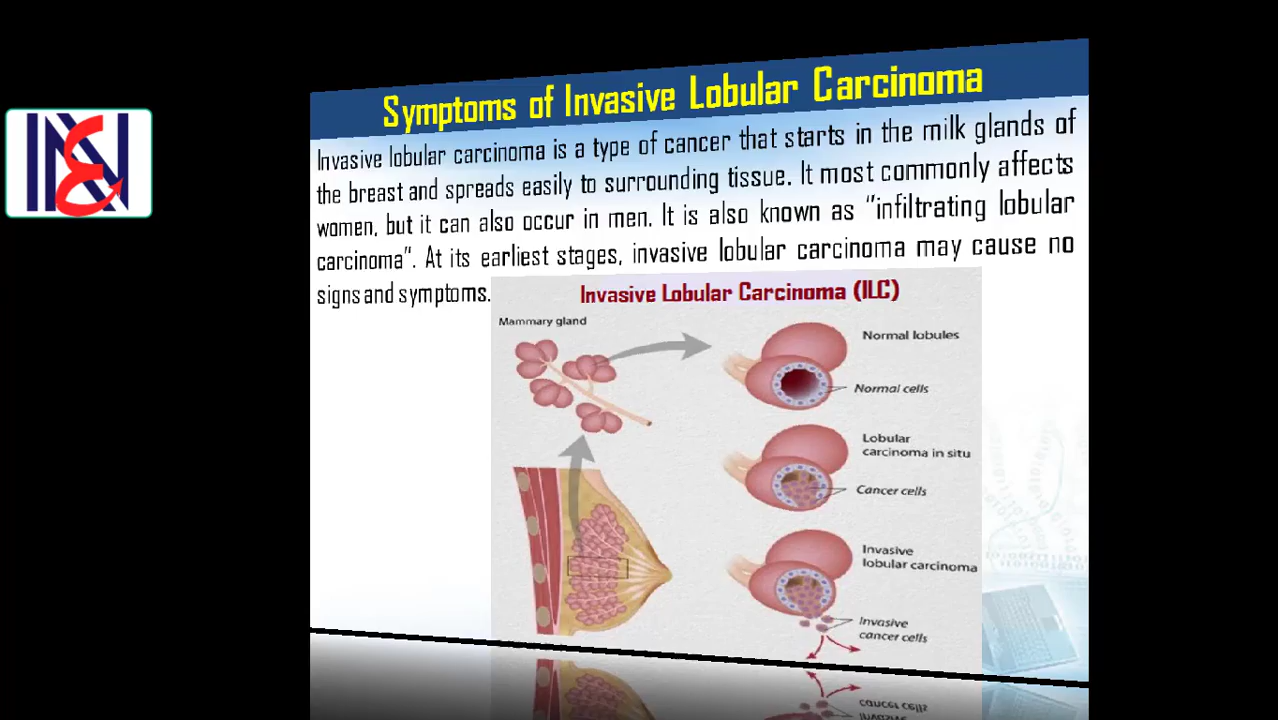 Symptoms of Invasive Lobular Carcinoma
Invasive lobular carcinoma is a type of cancer that starts in the milk glands of
the breast and spreads easily to surrounding tissue. It most commonly affects
women, but it can also occur in men. It is also known as "infiltrating lobular
carcinoma". At its earliest stages, invasive lobular carcinoma may cause no
signs and symptoms.
Invasive Lobular Carcinoma (ILC)
Mammary gland
Normal lobules
Normal cells
Lobular
carcinoma in situ
Cancer cells
Invasive
lobular carcinoma
Invasive
cancer cells